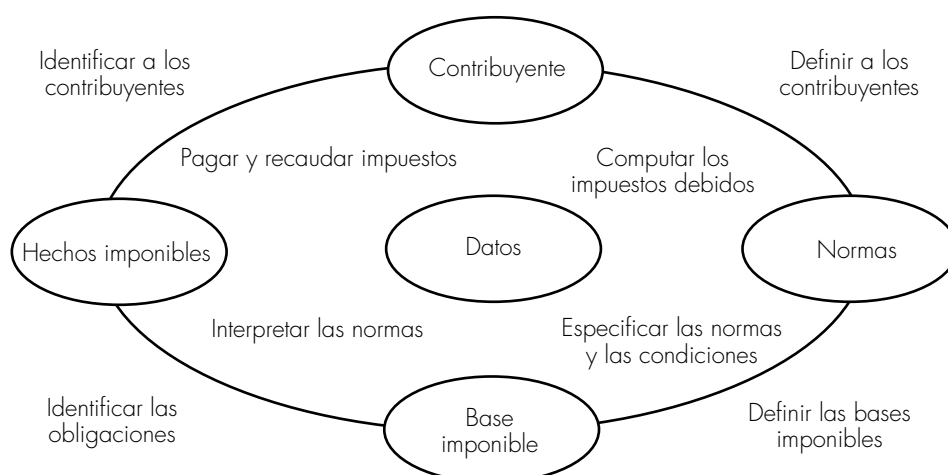 Identificar a los
contribuyentes
Contribuyente
Definir a los
contribuyentes
Pagar y recaudar impuestos
Computar los
impuestos debidos
Hechos imponibles
Datos
Normas
Interpretar las normas
Especificar las normas
y las condiciones
Identificar las
obligaciones
Base
imponible
Definir las bases
imponibles